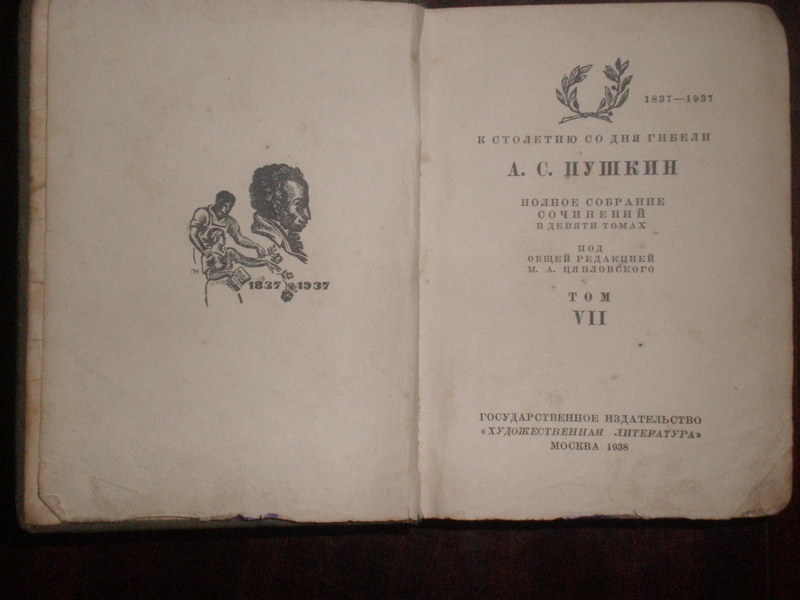 1837 1937
1837—1937
К СТОЛЕТИЮ СО ДНЯ ГИБЕЛИ
А. С. ПУШКИН
ПОЛНОЕ СОБРАНИЕ
СОЧИНЕНИЙ
В ДЕВЯТИ ТОМАХ
ПОД
ОБЩЕЙ РЕДАКЦИЕЙ
М. А. ЦЯВЛОВСКОГО
ТОМ
VII
ГОСУДАРСТВЕННОЕ ИЗДАТЕЛЬСТВО
«ХУДОЖЕСТВЕННАЯ ЛИТЕРАТУРА»
МОСКВА 1938